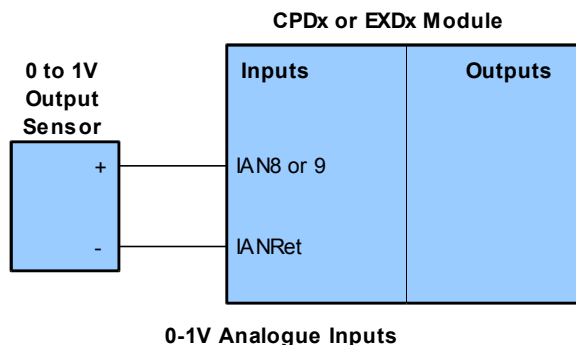 CPDx or EXDx Module
0 to 1V
Output
Sensor
Inputs
Outputs
+
IAN8 or 9
-
IANRet
0-1V Analogue Inputs